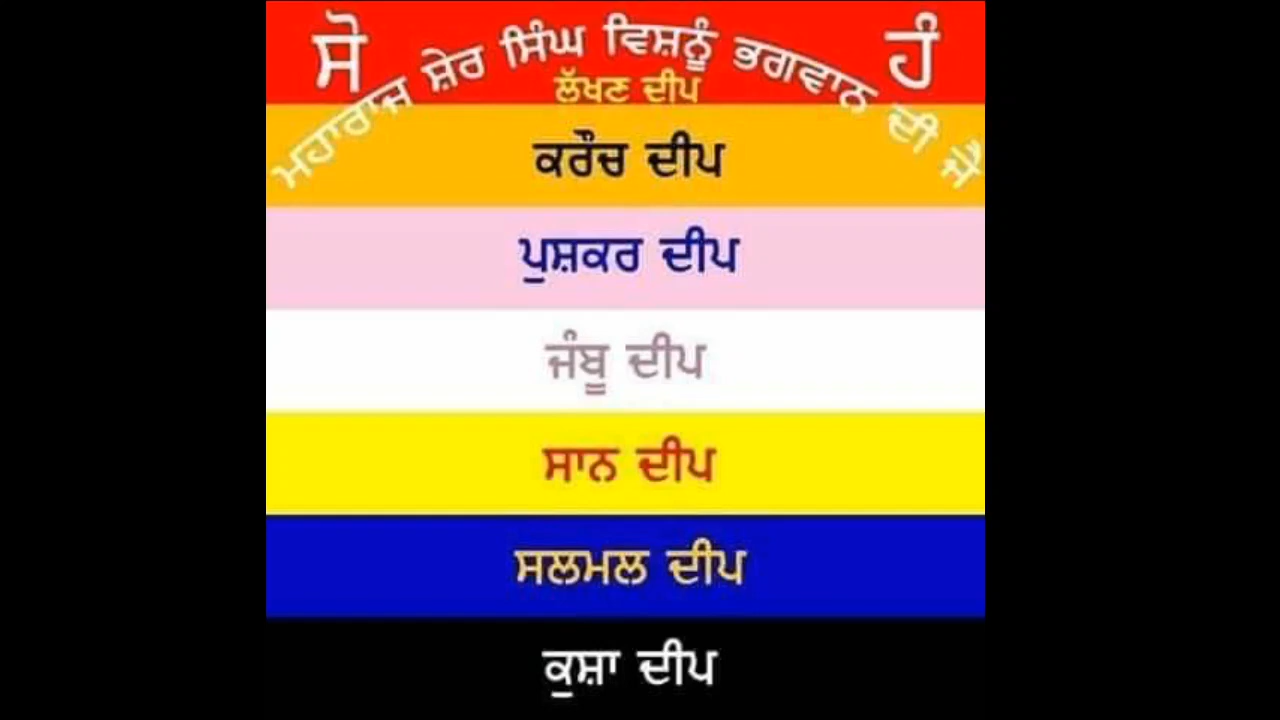 ਸੋ ਹੰ
ਮਹਾਰਾਜ ਸ਼ੇਰ ਸਿੰਘ ਵਿਸ਼ਨੂੰ ਭਗਵਾਨ ਦੀ ਜੈ
ਲੱਖਣ ਦੀਪ
ਕਰੌਚ ਦੀਪ
ਪੁਸ਼ਕਰ ਦੀਪ
ਜੰਬੂ ਦੀਪ
ਸਾਨ ਦੀਪ
ਸਲਮਲ ਦੀਪ
ਕੁਸ਼ਾ ਦੀਪ